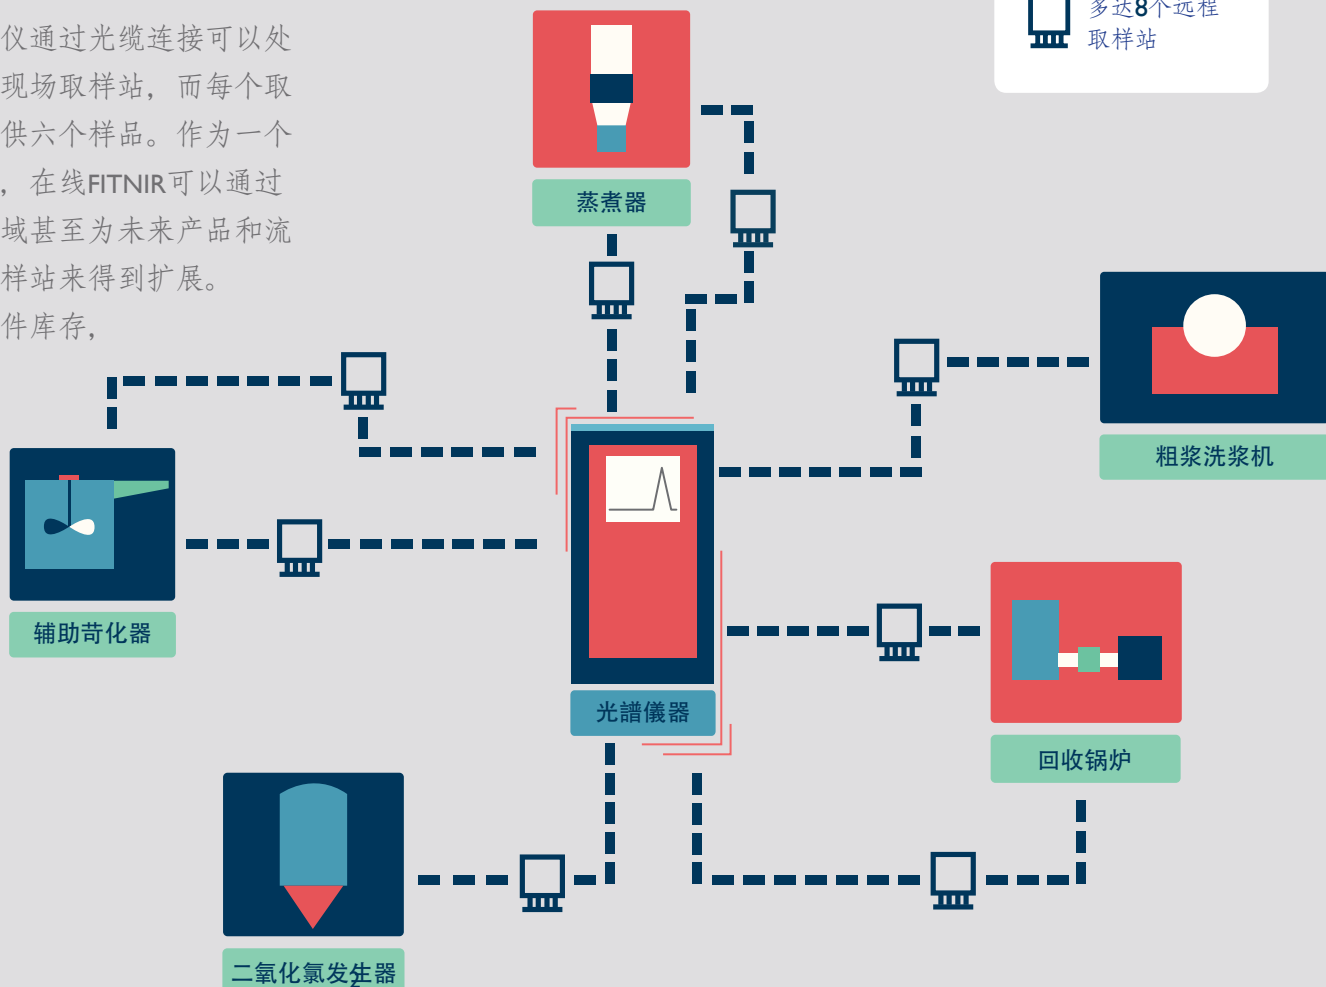 仪通过光缆连接可以处
现场取样站，而每个取
供六个样品。作为一个
，在线FITNIR可以通过
域甚至为未来产品和流
样站来得到扩展。
件库存,
多达8个远程
取样站
蒸煮器
粗浆洗浆机
辅助苛化器
光譜儀器
回收锅炉
二氧化氯发生器
2